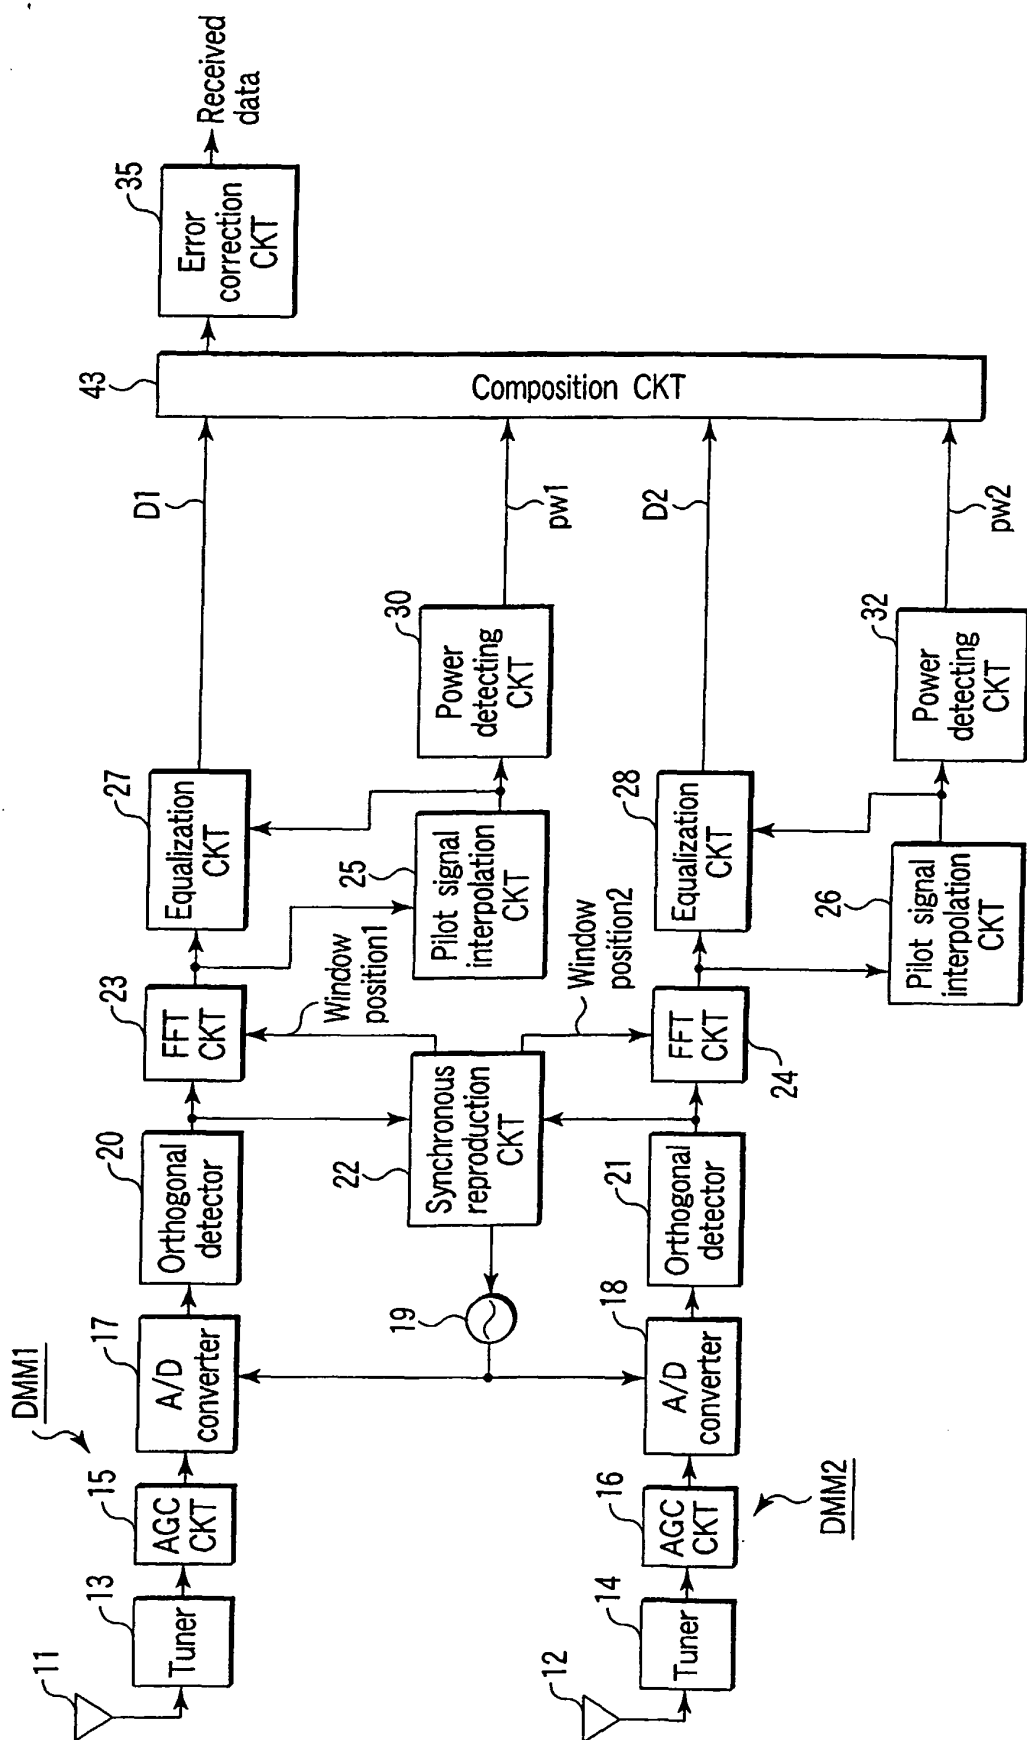 11
Tuner
13
AGC
CKT
15
DMM1
A/D
converter
17
Orthogonal
detector
20
FFT
CKT
23
Window
position1
Equalization
CKT
27
Pilot signal
interpolation
CKT
25
Power
detecting
CKT
30
D1
pw1
19
Synchronous
reproduction
CKT
22
Composition CKT
43
Error
correction
CKT
35
Received
data
12
Tuner
14
AGC
CKT
16
DMM2
A/D
converter
18
Orthogonal
detector
21
FFT
CKT
24
Window
position2
Equalization
CKT
28
Pilot signal
interpolation
CKT
26
Power
detecting
CKT
32
D2
pw2